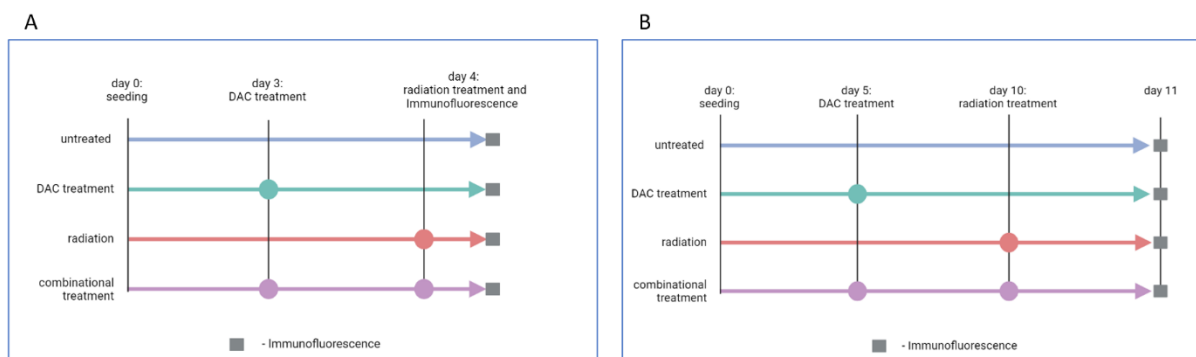 A
day 0:
seeding
day 3:
DAC treatment
day 4:
radiation treatment and
Immunofluorescence
untreated
DAC treatment
radiation
combinational
treatment
- Immunofluorescence
B
day 0:
seeding
day 5:
DAC treatment
day 10:
radiation treatment
day 11
untreated
DAC treatment
radiation
combinational
treatment
- Immunofluorescence